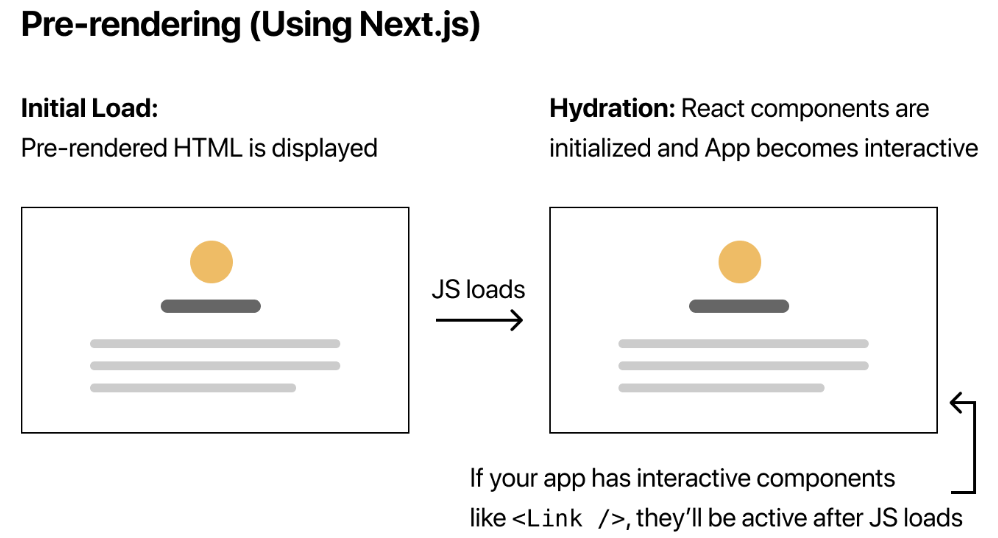 Pre-rendering (Using Next.js)
Initial Load:
Pre-rendered HTML is displayed
Hydration: React components are
initialized and App becomes interactive
JS loads
If your app has interactive components
like <Link />, they’ll be active after JS loads